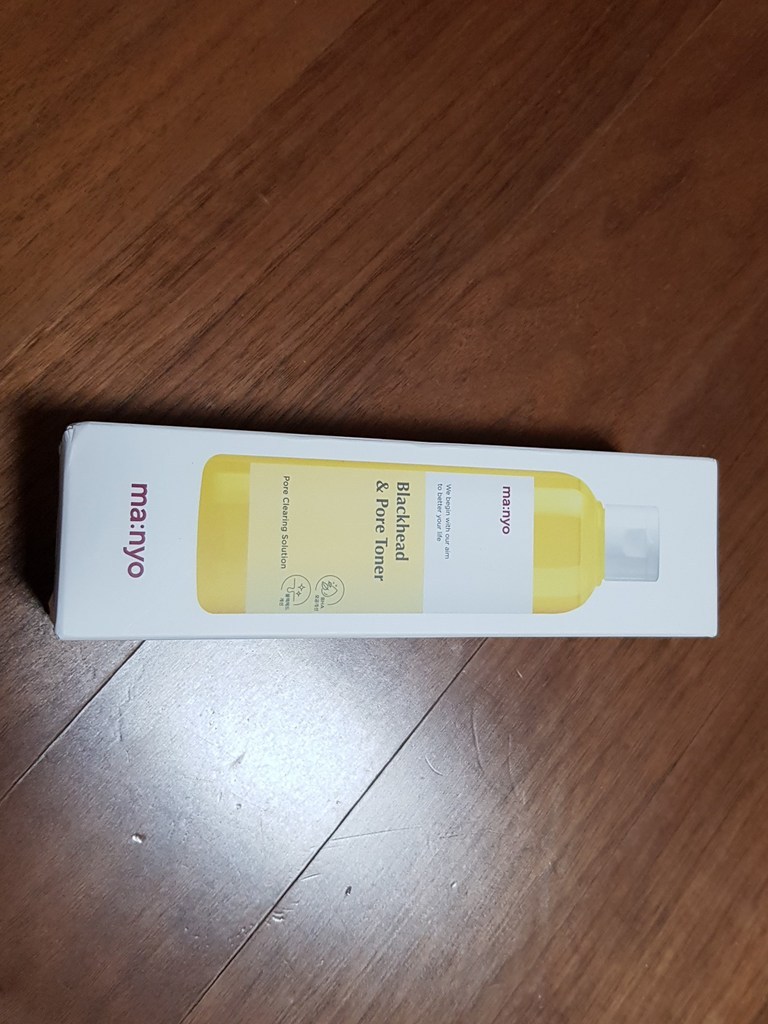 ma:nyo
We begin with our aim
to better your life
Blackhead
& Pore Toner
Pore Clearing Solution
ma:nyo